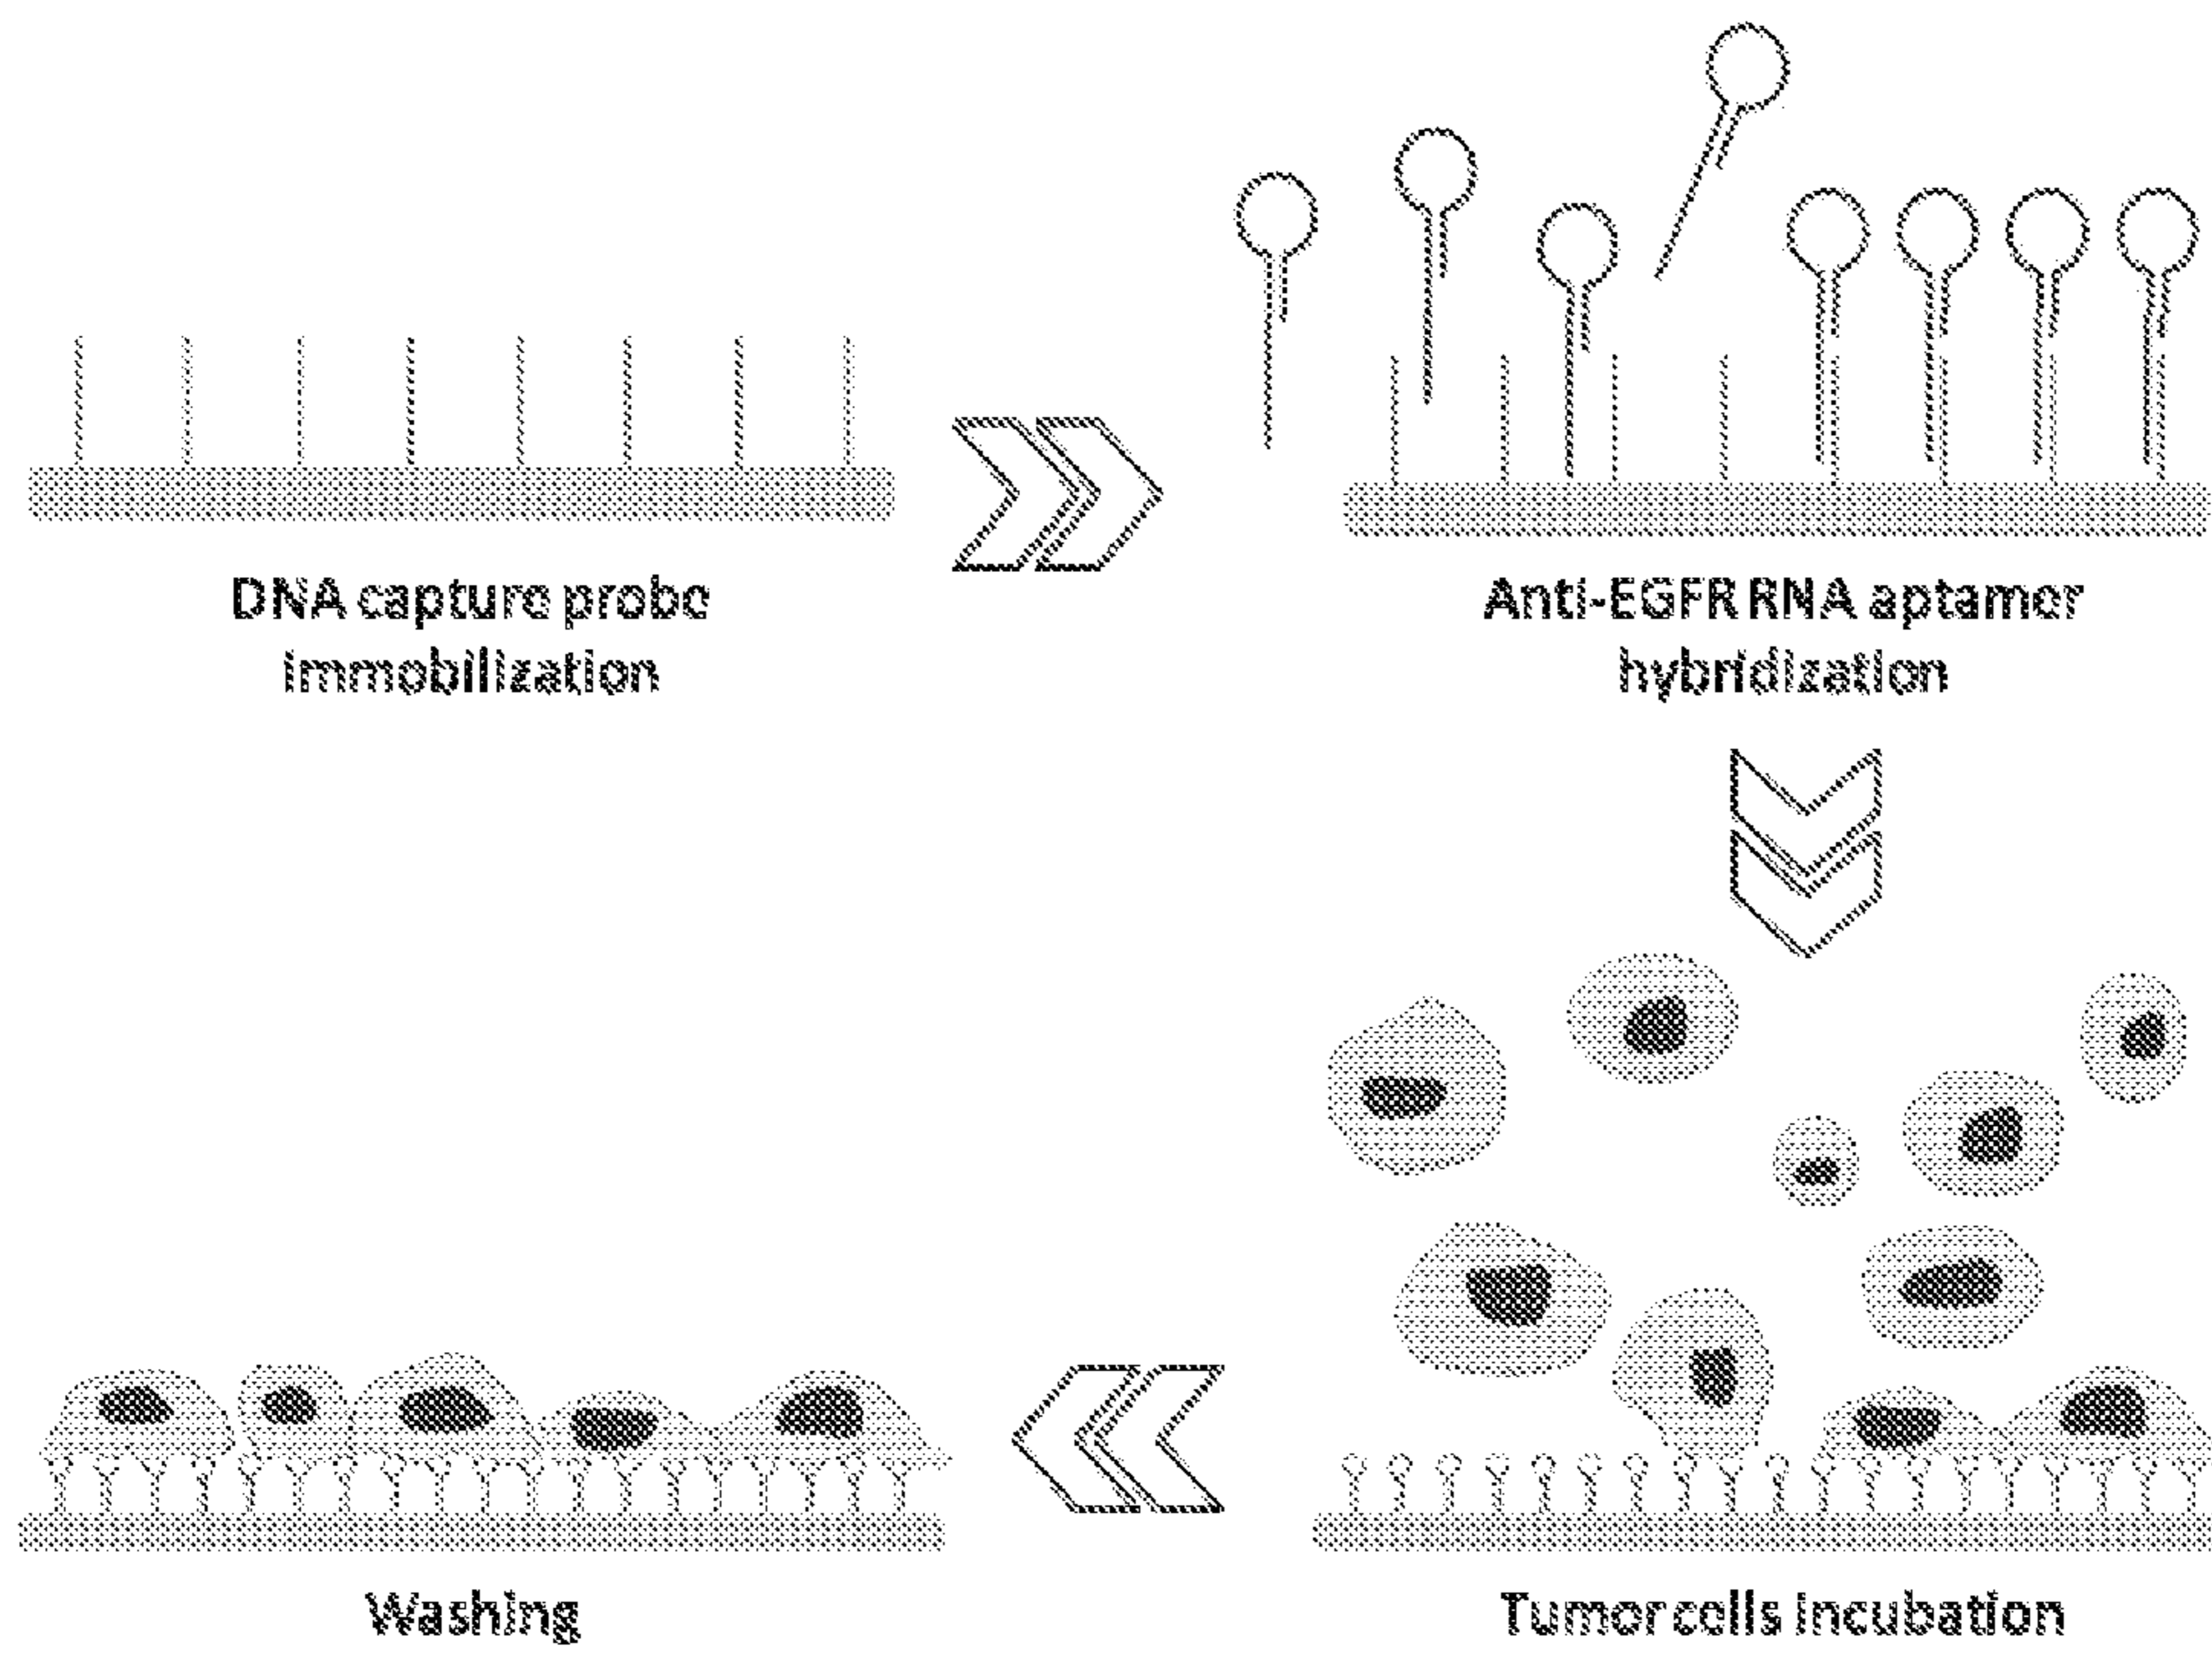 DNA capture probe
immobilization
Anti-EGFR RNA aptamer
hybridization
Washing
Tumor cells incubation